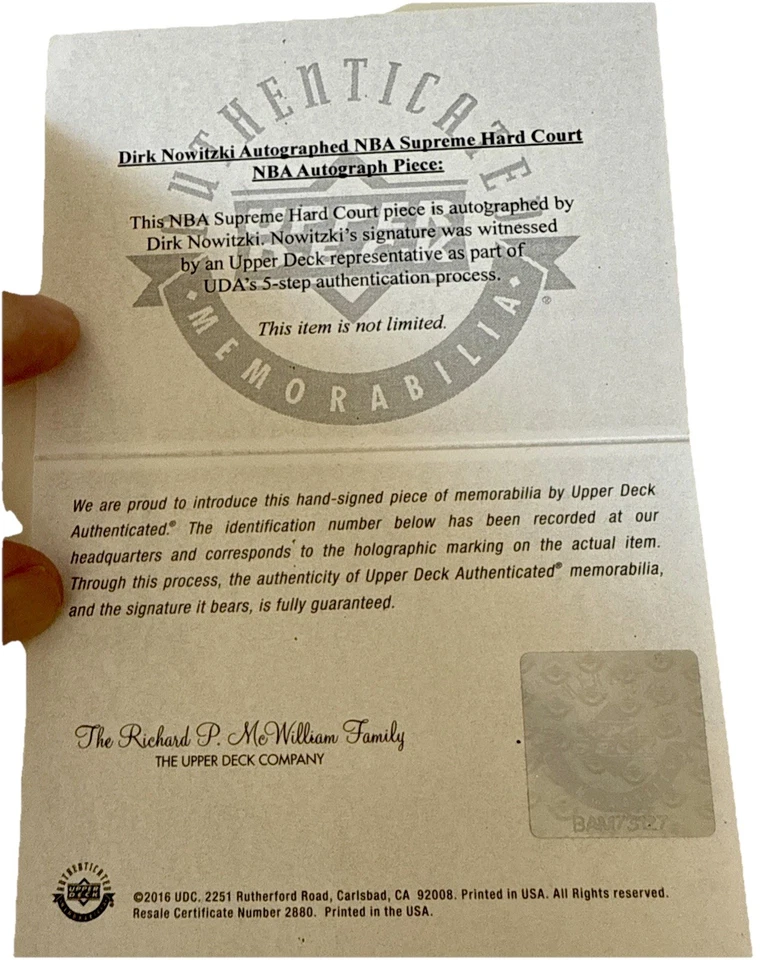 AUTHENTICATED
Dirk Nowitzki Autographed NBA Supreme Hard Court
NBA Autograph Piece:
This NBA Supreme Hard Court piece is autographed by
Dirk Nowitzki. Nowitzki's signature was witnessed
by an Upper Deck representative as part of
UDA's 5-step authentication process.
This item is not limited.
· MEMORABILIA · ®
We are proud to introduce this hand-signed piece of memorabilia by Upper Deck
Authenticated.® The identification number below has been recorded at our
headquarters and corresponds to the holographic marking on the actual item.
Through this process, the authenticity of Upper Deck Authenticated® memorabilia,
and the signature it bears, is fully guaranteed.
The Richard P. McWilliam Family
THE UPPER DECK COMPANY
AUTHENTICATED
UPPER
DECK
©2016 UDC. 2251 Rutherford Road, Carlsbad, CA 92008. Printed in USA. All Rights reserved.
Resale Certificate Number 2880. Printed in the USA.